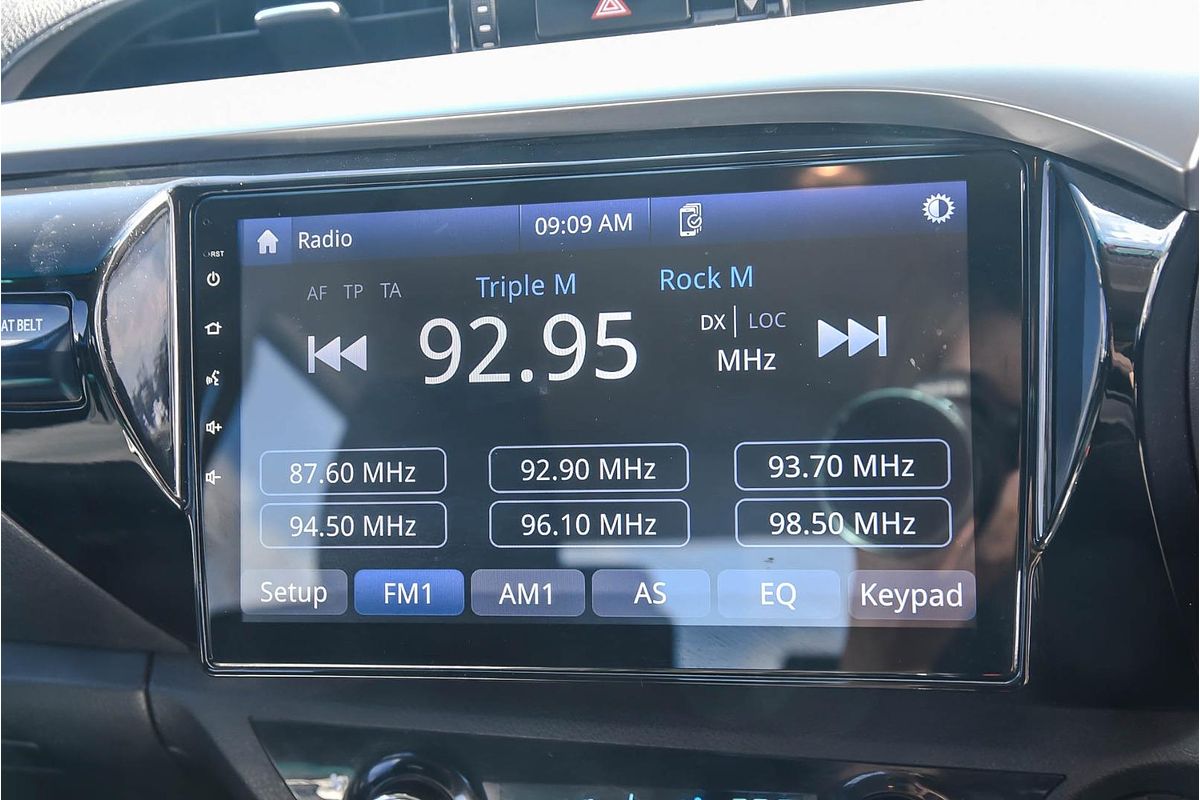 Radio
09:09 AM
RST
AF TP TA
Triple M
Rock M
92.95
DX | LOC
MHz
AT BELT
87.60 MHz
92.90 MHz
93.70 MHz
94.50 MHz
96.10 MHz
98.50 MHz
Setup
FM1
AM1
AS
EQ
Keypad